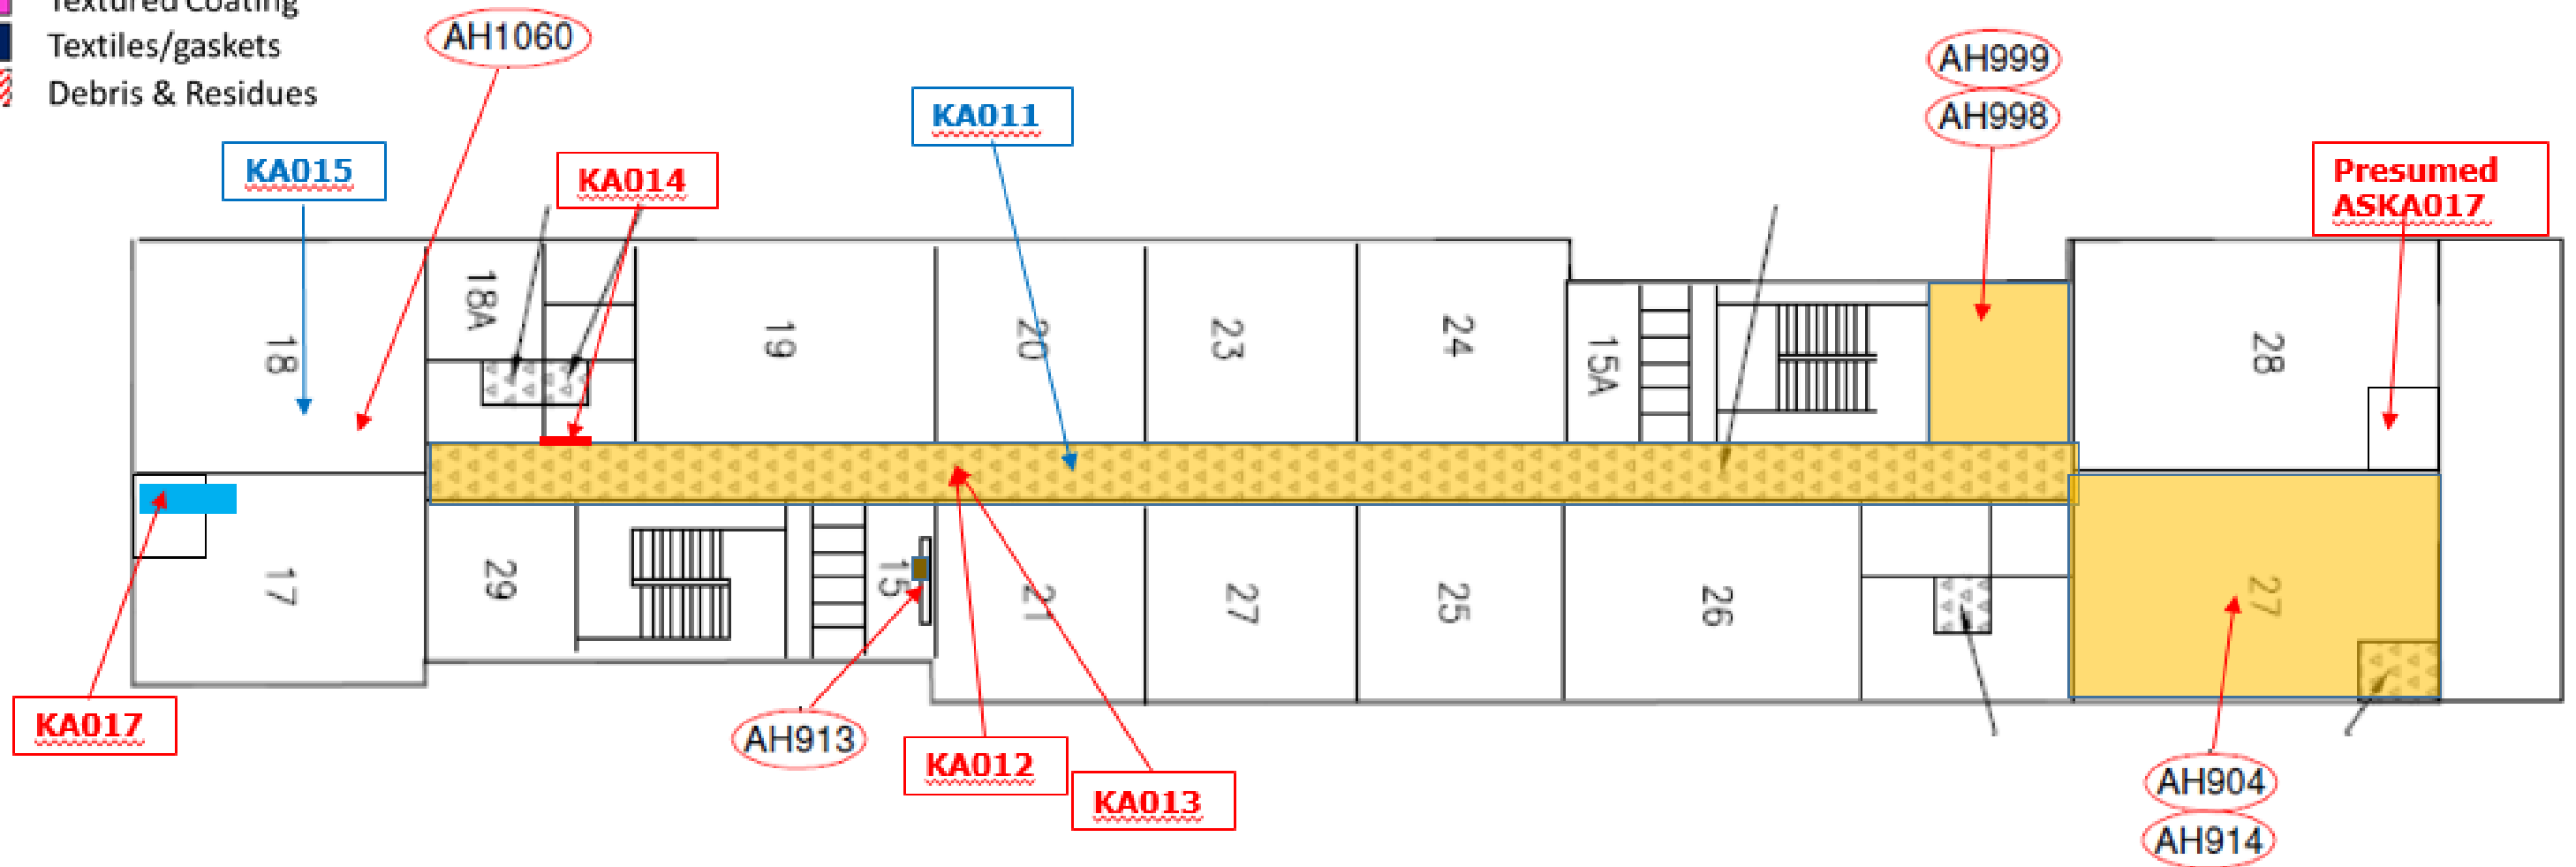 Textured Coating
Textiles/gaskets
Debris & Residues
AH1060
AH999
AH998
KA011
KA015
KA014
Presumed
ASKA017
18A
18
19
20
23
24
15A
28
17
29
15
21
27
25
26
27
KA017
AH913
KA012
KA013
AH904
AH914